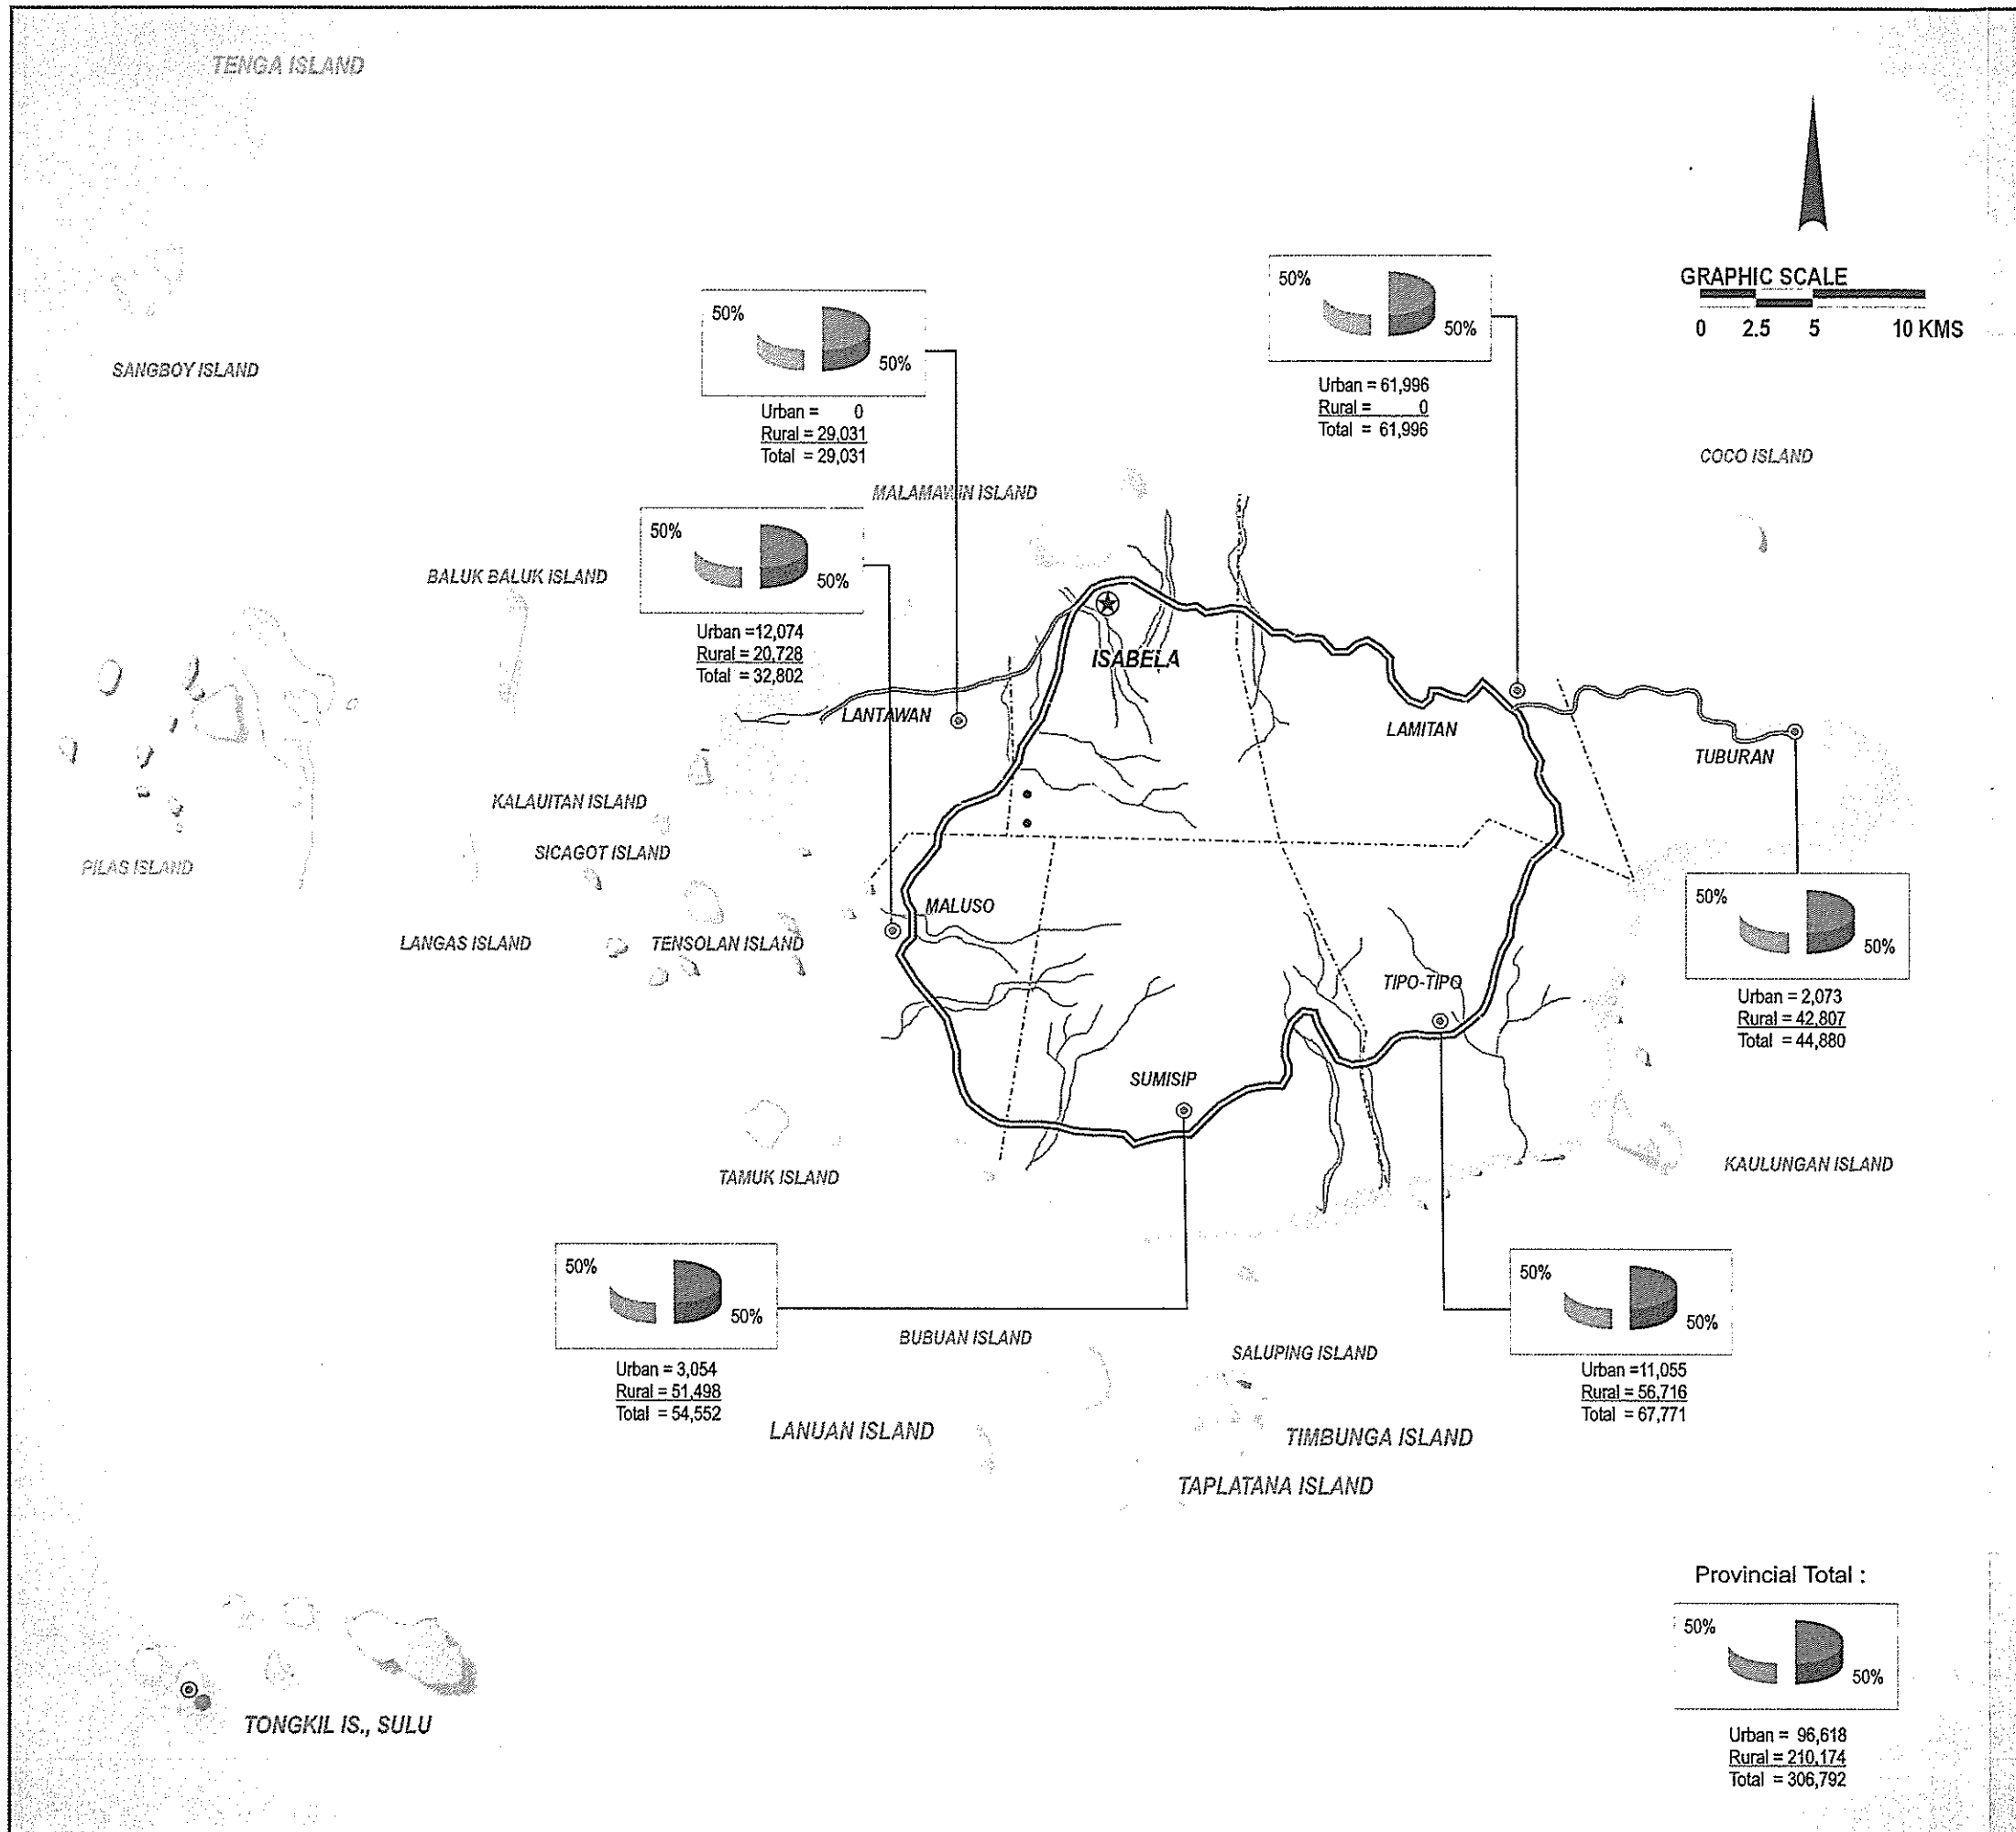 TENGA ISLAND
GRAPHIC SCALE
0 2.5 5 10 KMS
50%
50%
Urban = 61,996
Rural = 0
Total = 61,996
50%
50%
Urban = 0
Rural = 29,031
Total = 29,031
SANGBOY ISLAND
COCO ISLAND
MALAMAWIN ISLAND
50%
50%
Urban =12,074
Rural = 20,728
Total = 32,802
BALUK BALUK ISLAND
ISABELA
LANTAWAN
LAMITAN
TUBURAN
KALAUITAN ISLAND
SICAGOT ISLAND
PILAS ISLAND
MALUSO
LANGAS ISLAND
TENSOLAN ISLAND
50%
50%
Urban = 2,073
Rural = 42,807
Total = 44,880
TIPO-TIPO
SUMISIP
TAMUK ISLAND
KAULUNGAN ISLAND
50%
50%
Urban = 3,054
Rural = 51,498
Total = 54,552
50%
50%
Urban =11,055
Rural = 56,716
Total = 67,771
BUBUAN ISLAND
SALUPING ISLAND
LANUAN ISLAND
TIMBUNGA ISLAND
TAPLATANA ISLAND
Provincial Total :
50%
50%
Urban = 96,618
Rural = 210,174
Total = 306,792
TONGKIL IS., SULU